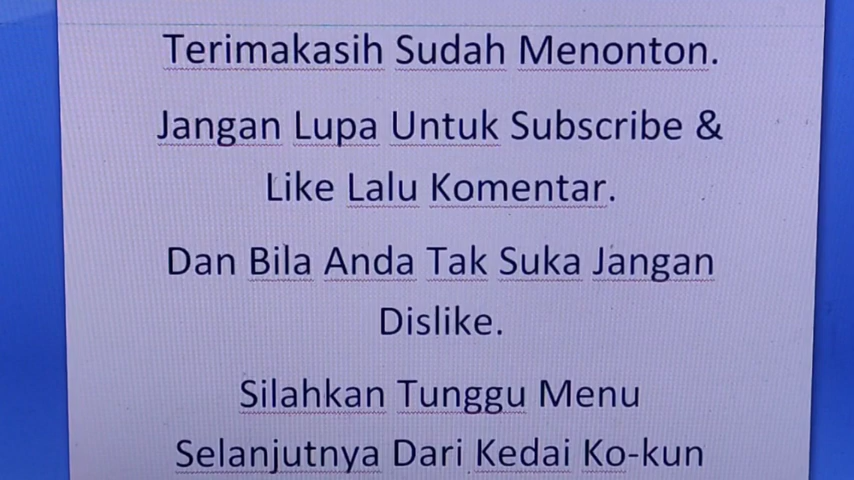 Terimakasih Sudah Menonton.
Jangan Lupa Untuk Subscribe &
Like Lalu Komentar.
Dan Bila Anda Tak Suka Jangan
Dislike.
Silahkan Tunggu Menu
Selanjutnya Dari Kedai Ko-kun